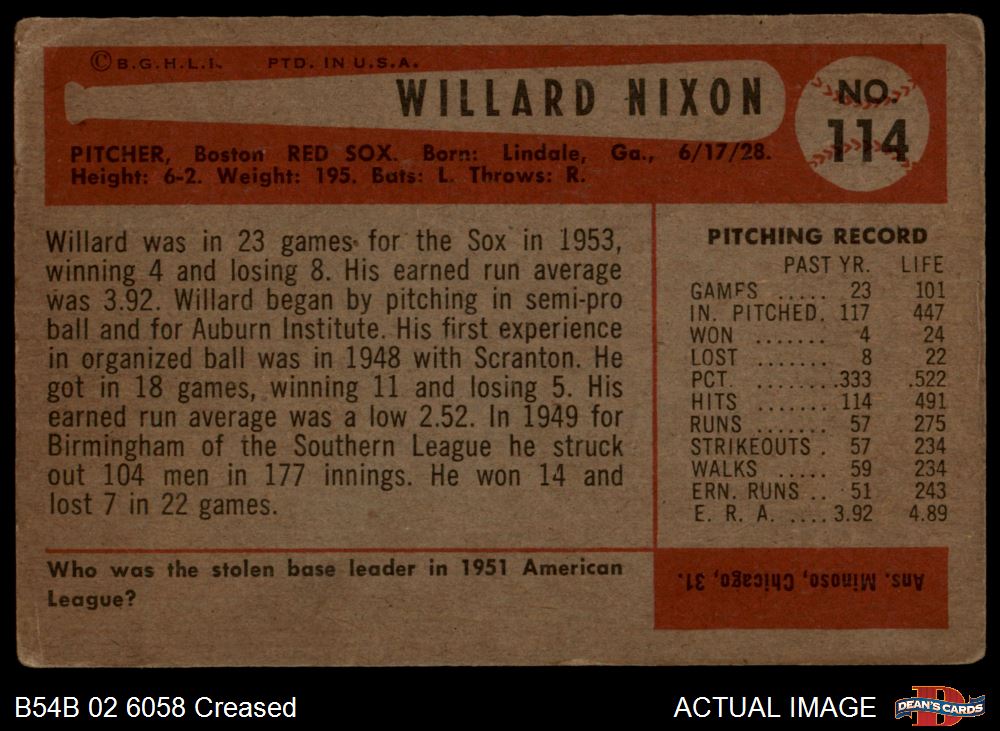 ©B.G.H.L.I. PTD. IN U.S.A.
WILLARD NIXON
NO.
114
PITCHER, Boston RED SOX. Born: Lindale, Ga., 6/17/28.
Height: 6-2. Weight: 195. Bats: L. Throws: R.
Willard was in 23 games for the Sox in 1953,
winning 4 and losing 8. His earned run average
was 3.92. Willard began by pitching in semi-pro
ball and for Auburn Institute. His first experience
in organized ball was in 1948 with Scranton. He
got in 18 games, winning 11 and losing 5. His
earned run average was a low 2.52. In 1949 for
Birmingham of the Southern League he struck
out 104 men in 177 innings. He won 14 and
lost 7 in 22 games.
PITCHING RECORD
PAST YR. LIFE
GAMES ..... 23 101
IN. PITCHED. 117 447
WON ....... 4 24
LOST ....... 8 22
PCT. ........ .333 .522
HITS ....... 114 491
RUNS ....... 57 275
STRIKEOUTS . 57 234
WALKS ..... 59 234
ERN. RUNS .. 51 243
E. R. A. .... 3.92 4.89
Who was the stolen base leader in 1951 American
League?
Ans. Minoso, Chicago, 31.
B54B 02 6058 Creased
ACTUAL IMAGE
D
DEAN'S CARDS